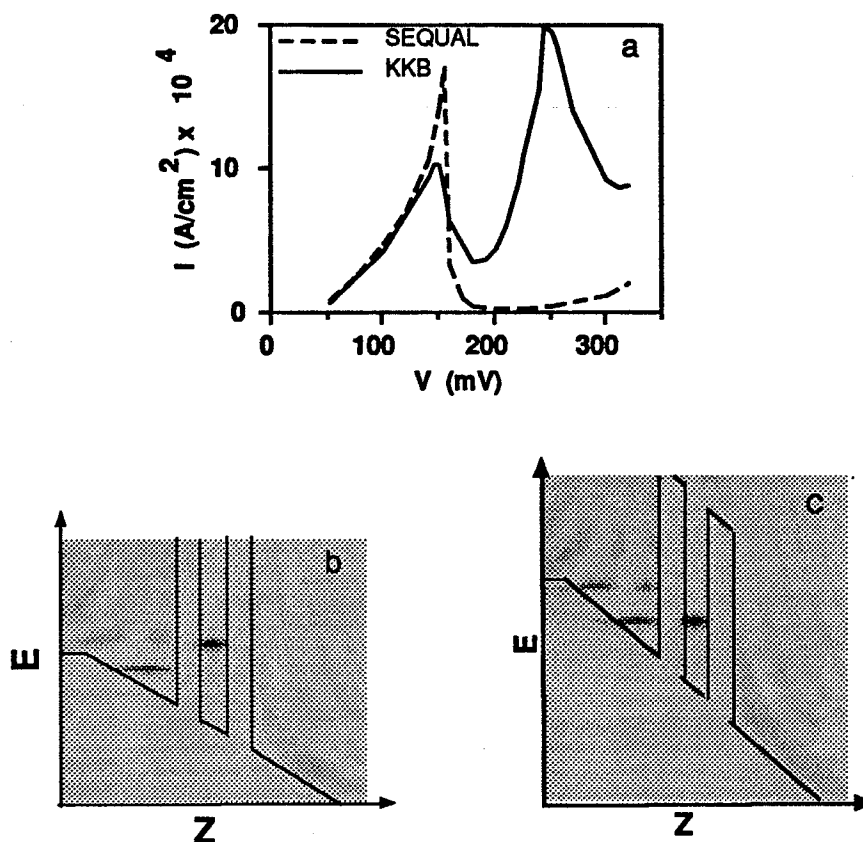 20
SEQUAL
a
KKB
10
I (A/cm²) x 10⁴
0
0
100
200
300
V (mV)
b
E
Z
c
E
Z